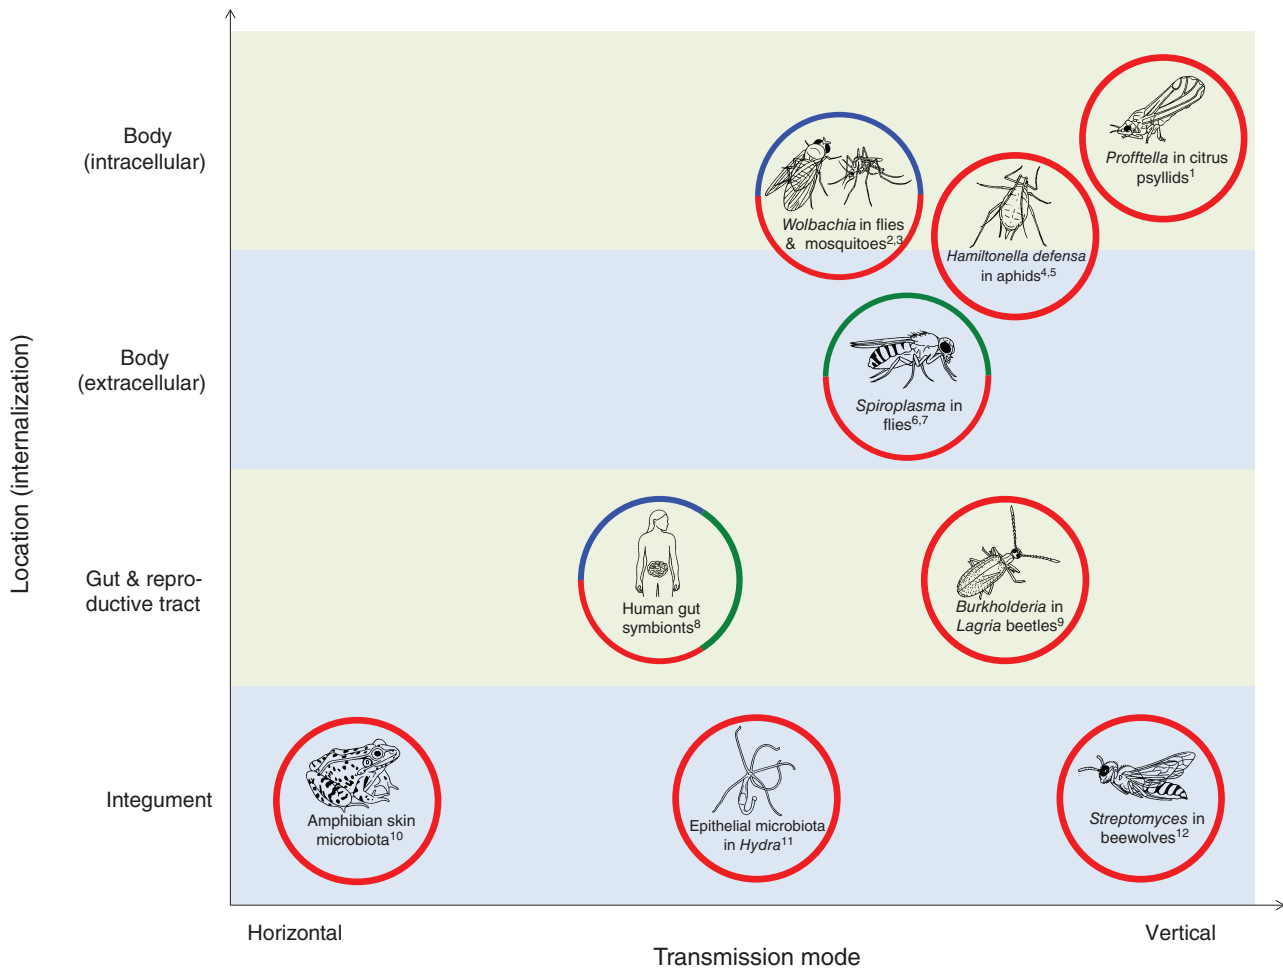 Location (internalization)
Body
(intracellular)
Body
(extracellular)
Gut & repro-
ductive tract
Integument
Profftella in citrus
psyllids1
Wolbachia in flies
& mosquitoes2,3
Hamiltonella defensa
in aphids4,5
Spiroplasma in
flies6,7
Human gut
symbionts8
Burkholderia in
Lagria beetles9
Amphibian skin
microbiota10
Epithelial microbiota
in Hydra11
Streptomyces in
beewolves12
Horizontal
Vertical
Transmission mode